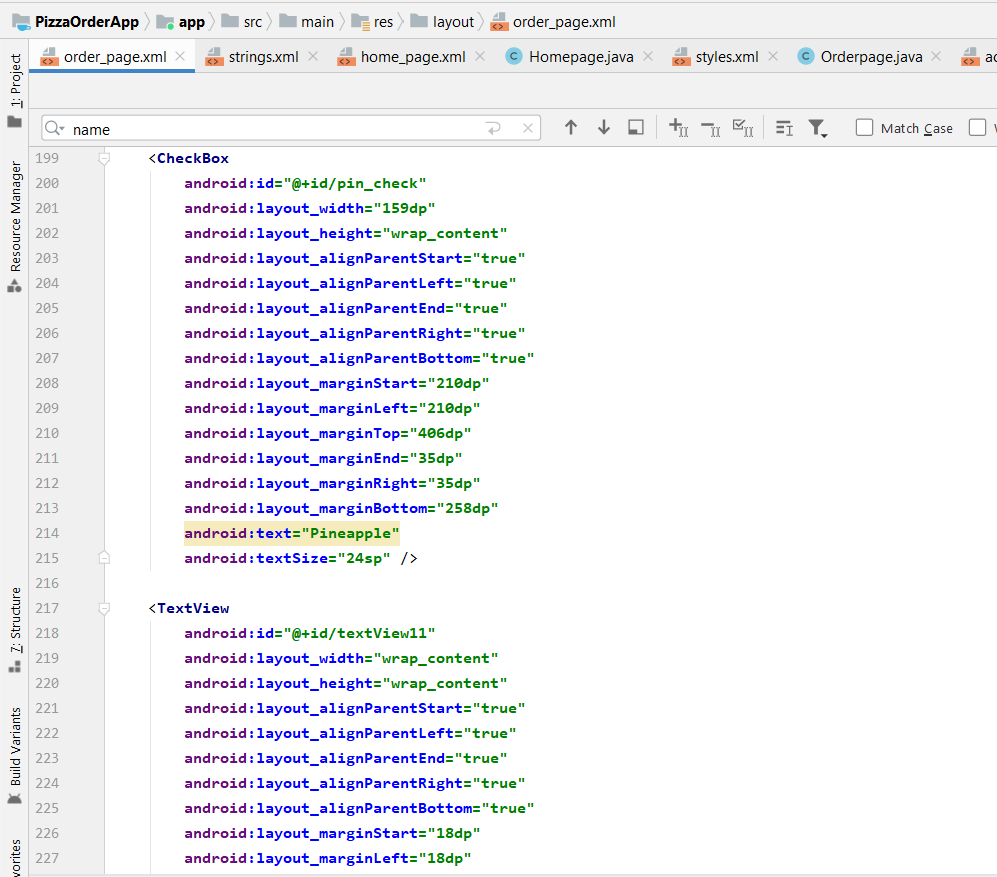 PizzaOrderApp app src main res layout order_page.xml
order_page.xml strings.xml home_page.xml Homepage.java styles.xml Orderpage.java
1: Project
Resource Manager
7: Structure
Build Variants
name Match Case
199 <CheckBox
200 android:id="@+id/pin_check"
201 android:layout_width="159dp"
202 android:layout_height="wrap_content"
203 android:layout_alignParentStart="true"
204 android:layout_alignParentLeft="true"
205 android:layout_alignParentEnd="true"
206 android:layout_alignParentRight="true"
207 android:layout_alignParentBottom="true"
208 android:layout_marginStart="210dp"
209 android:layout_marginLeft="210dp"
210 android:layout_marginTop="406dp"
211 android:layout_marginEnd="35dp"
212 android:layout_marginRight="35dp"
213 android:layout_marginBottom="258dp"
214 android:text="Pineapple"
215 android:textSize="24sp" />
216
217 <TextView
218 android:id="@+id/textView11"
219 android:layout_width="wrap_content"
220 android:layout_height="wrap_content"
221 android:layout_alignParentStart="true"
222 android:layout_alignParentLeft="true"
223 android:layout_alignParentEnd="true"
224 android:layout_alignParentRight="true"
225 android:layout_alignParentBottom="true"
226 android:layout_marginStart="18dp"
227 android:layout_marginLeft="18dp"